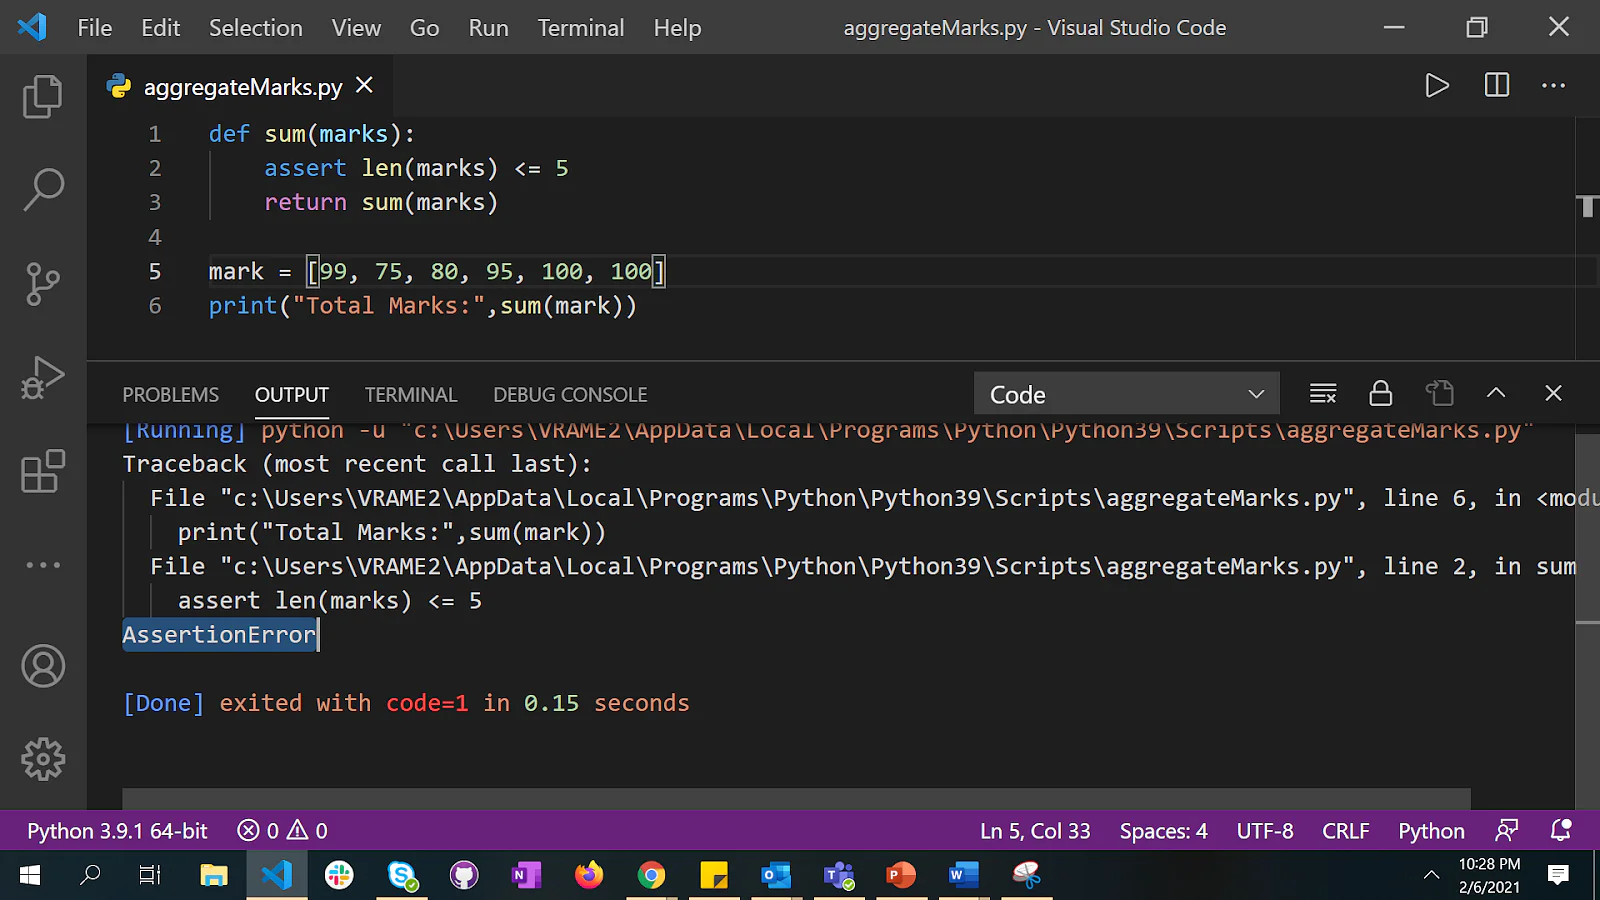 File Edit Selection View Go Run Terminal Help aggregateMarks.py - Visual Studio Code
aggregateMarks.py
1 def sum(marks):
2 assert len(marks) <= 5
3 return sum(marks)
4
5 mark = [99, 75, 80, 95, 100, 100]
6 print("Total Marks:",sum(mark))
PROBLEMS OUTPUT TERMINAL DEBUG CONSOLE Code
[Running] python -u "c:\Users\VRAME2\AppData\Local\Programs\Python\Python39\Scripts\aggregateMarks.py"
Traceback (most recent call last):
File "c:\Users\VRAME2\AppData\Local\Programs\Python\Python39\Scripts\aggregateMarks.py", line 6, in <modu
print("Total Marks:",sum(mark))
File "c:\Users\VRAME2\AppData\Local\Programs\Python\Python39\Scripts\aggregateMarks.py", line 2, in sum
assert len(marks) <= 5
AssertionError
[Done] exited with code=1 in 0.15 seconds
Python 3.9.1 64-bit 0 0 Ln 5, Col 33 Spaces: 4 UTF-8 CRLF Python
10:28 PM
2/6/2021